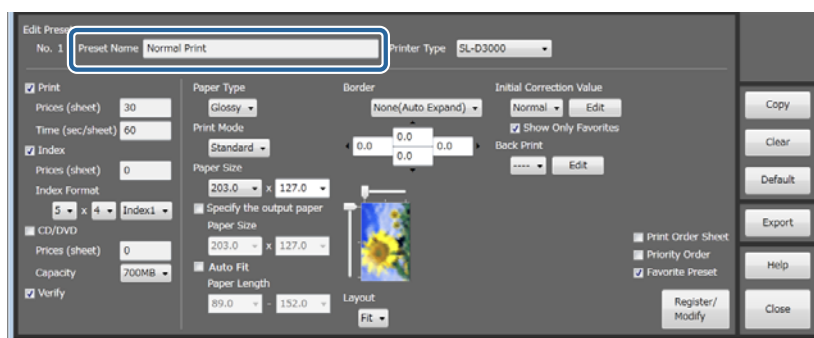 Edit Preset
No. 1 Preset Name Normal Print Printer Type SL-D3000
Print
Prices (sheet) 30
Time (sec/sheet) 60
Index
Prices (sheet) 0
Index Format
5 x 4 Index1
CD/DVD
Prices (sheet) 0
Capacity 700MB
Verify
Paper Type
Glossy
Print Mode
Standard
Paper Size
203.0 x 127.0
Specify the output paper
Paper Size
203.0 x 127.0
Auto Fit
Paper Length
89.0 - 152.0
Border
None(Auto Expand)
0.0
0.0 0.0
0.0
Layout
Fit
Initial Correction Value
Normal Edit
Show Only Favorites
Back Print
---- Edit
Print Order Sheet
Priority Order
Favorite Preset
Register/
Modify
Copy
Clear
Default
Export
Help
Close